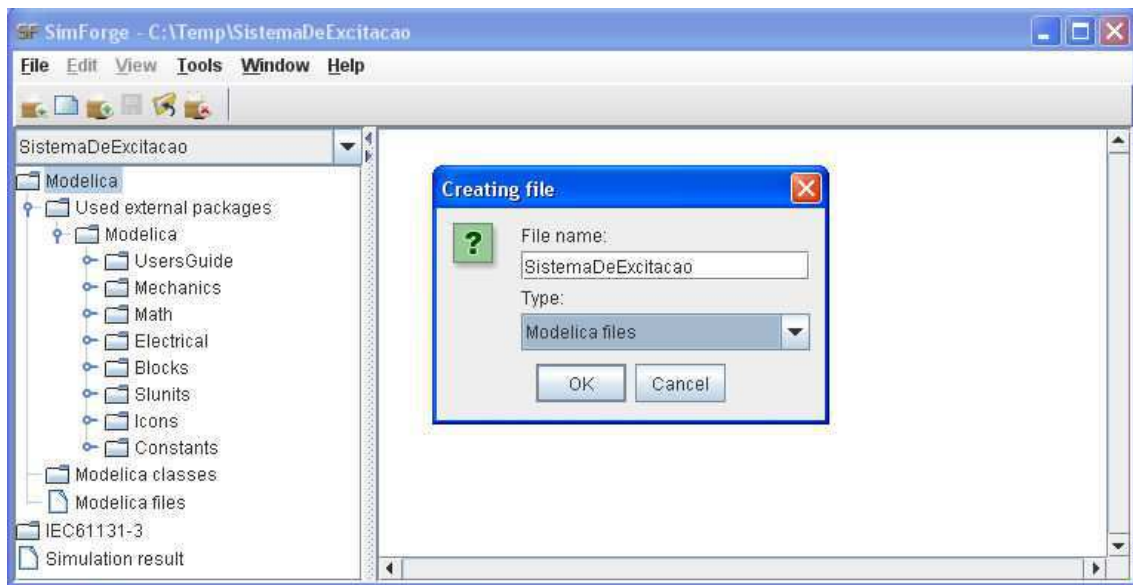 SF SimForge - C:\Temp\SistemaDeExcitacao
File Edit View Tools Window Help
SistemaDeExcitacao
Modelica
Used external packages
Modelica
UsersGuide
Mechanics
Math
Electrical
Blocks
SIunits
Icons
Constants
Modelica classes
Modelica files
IEC61131-3
Simulation result
Creating file
?
File name:
SistemaDeExcitacao
Type:
Modelica files
OK Cancel